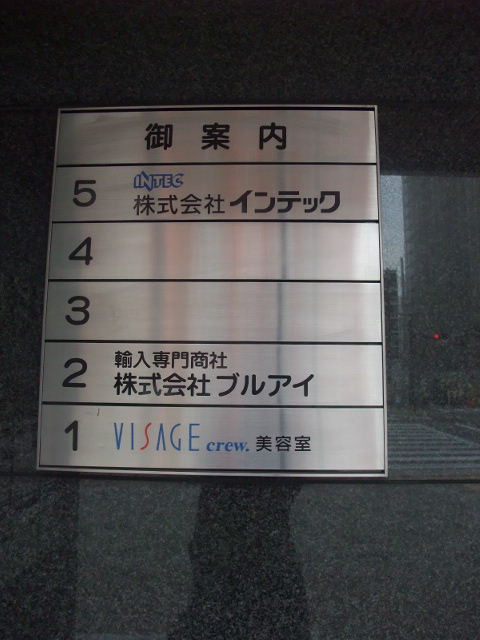 御案内
5 INTEC
株式会社 インテック
4
3
輸入専門商社
2 株式会社 ブルアイ
1 VISAGE crew. 美容室